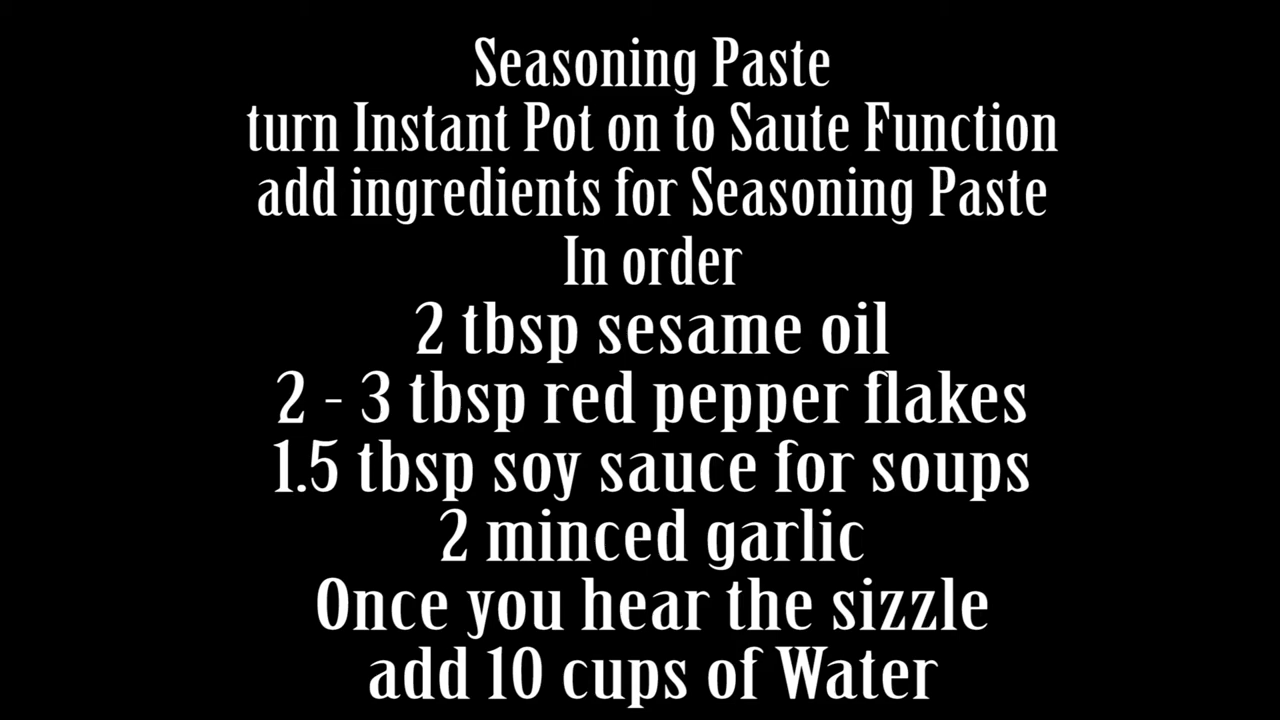 Seasoning Paste
turn Instant Pot on to Saute Function
add ingredients for Seasoning Paste
In order
2 tbsp sesame oil
2 - 3 tbsp red pepper flakes
1.5 tbsp soy sauce for soups
2 minced garlic
Once you hear the sizzle
add 10 cups of Water